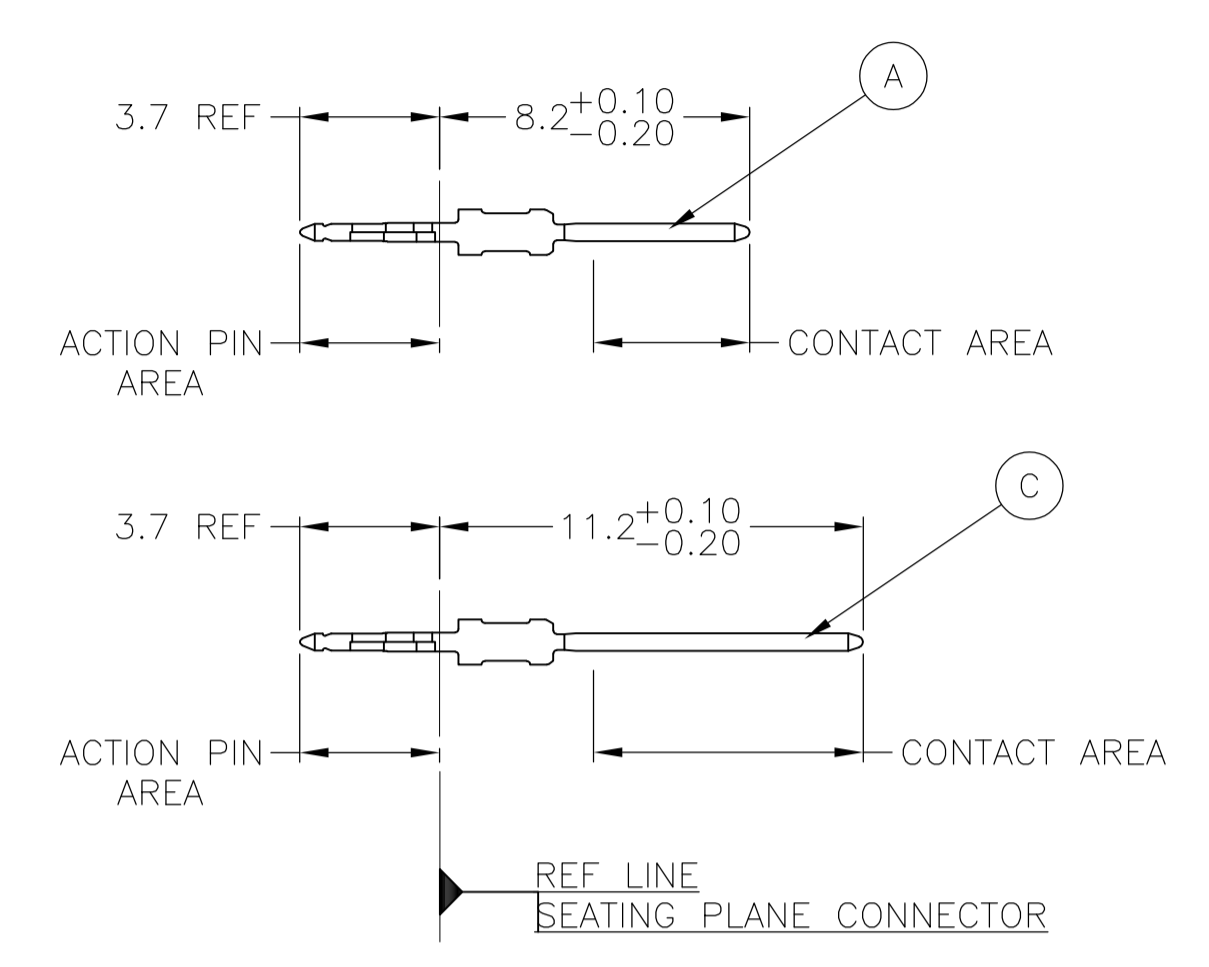 A
3.7 REF
8.2 +0.10 -0.20
ACTION PIN AREA
CONTACT AREA
C
3.7 REF
11.2 +0.10 -0.20
ACTION PIN AREA
CONTACT AREA
REF LINE
SEATING PLANE CONNECTOR